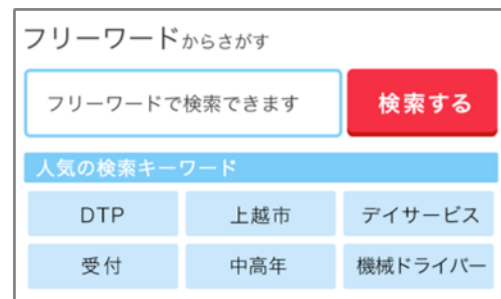 フリーワードからさがす
フリーワードで検索できます 検索する
人気の検索キーワード
DTP 上越市 デイサービス
受付 中高年 機械ドライバー